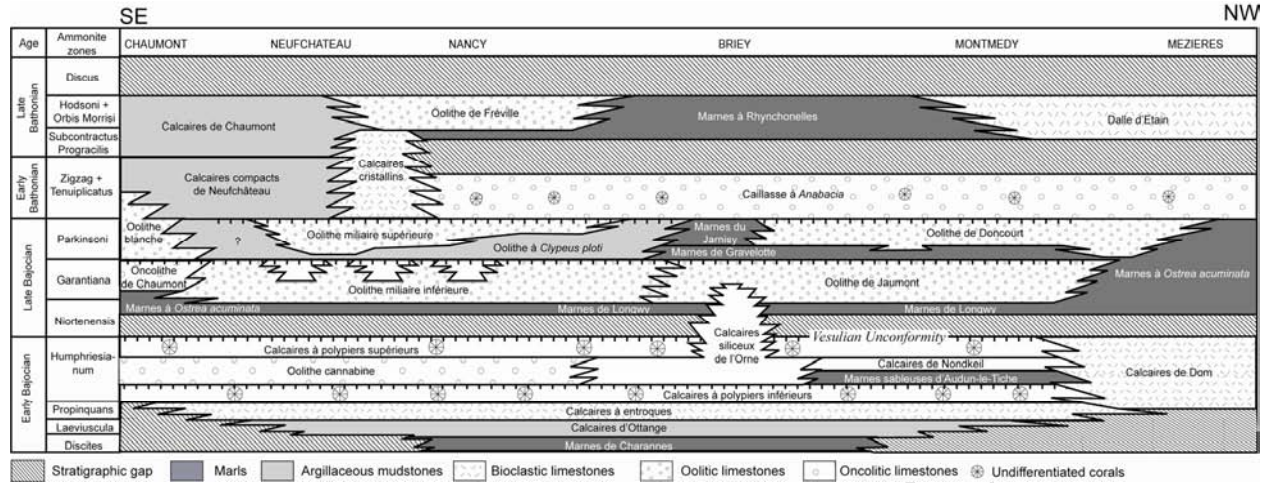 SE
NW
Age
Ammonite
zones
CHAUMONT
NEUFCHATEAU
NANCY
BRIEY
MONTMEDY
MEZIERES
Late
Bathonian
Discus
Hodsoni +
Orbis Morrisi
Subcontractus
Progracilis
Calcaires de Chaumont
Oolithe de Fréville
Marnes à Rhynchonelles
Dalle d'Etain
Early
Bathonian
Zigzag +
Tenuiplicatus
Calcaires compacts
de Neufchâteau
Calcaires
cristallins
Caillasse à Anabacia
Late Bajocian
Parkinsoni
Oolithe
blanche
?
Oolithe miliaire supérieure
Oolithe à Clypeus ploti
Marnes du
Jarnisy
Marnes de Gravelotte
Oolithe de Doncourt
Garantiana
Oncolithe
de Chaumont
Oolithe miliaire inférieure
Oolithe de Jaumont
Marnes à Ostrea acuminata
Niortenensis
Marnes à Ostrea acuminata
Marnes de Longwy
Marnes de Longwy
Early Bajocian
Humphriesia-
num
Calcaires à polypiers supérieurs
Calcaires
siliceux
de l'Orne
Vesulian Unconformity
Oolithe cannabine
Calcaires de Nondkeil
Marnes sableuses d'Audun-le-Tiche
Calcaires de Dom
Calcaires à polypiers inférieurs
Propinquans
Calcaires à entroques
Laeviuscula
Calcaires d'Ottange
Discites
Marnes de Charannes
Stratigraphic gap
Marls
Argillaceous mudstones
Bioclastic limestones
Oolitic limestones
Oncolitic limestones
Undifferentiated corals